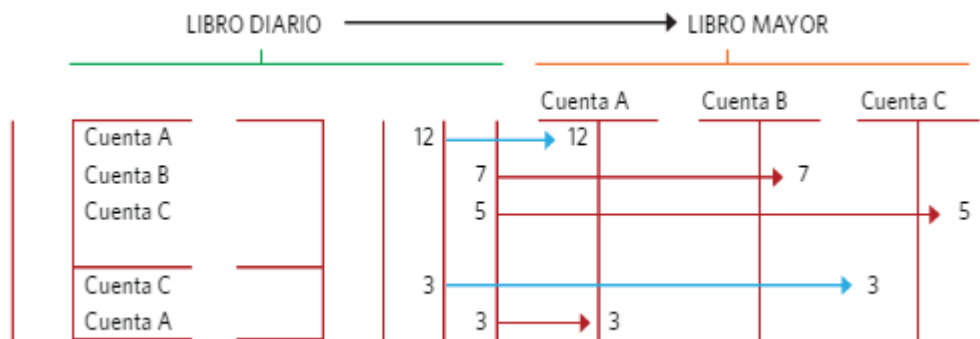 LIBRO DIARIO LIBRO MAYOR
Cuenta A Cuenta B Cuenta C
Cuenta A 12 12
Cuenta B 7 7
Cuenta C 5 5
Cuenta C 3 3
Cuenta A 3 3